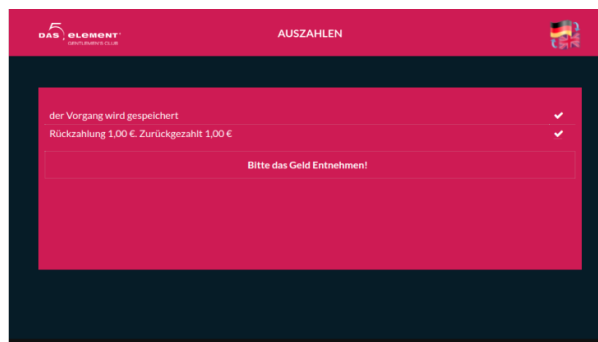 DAS 5. eLement
GENTLEMEN'S CLUB
AUSZAHLEN
der Vorgang wird gespeichert
Rückzahlung 1,00 €. Zurückgezahlt 1,00 €
Bitte das Geld Entnehmen!